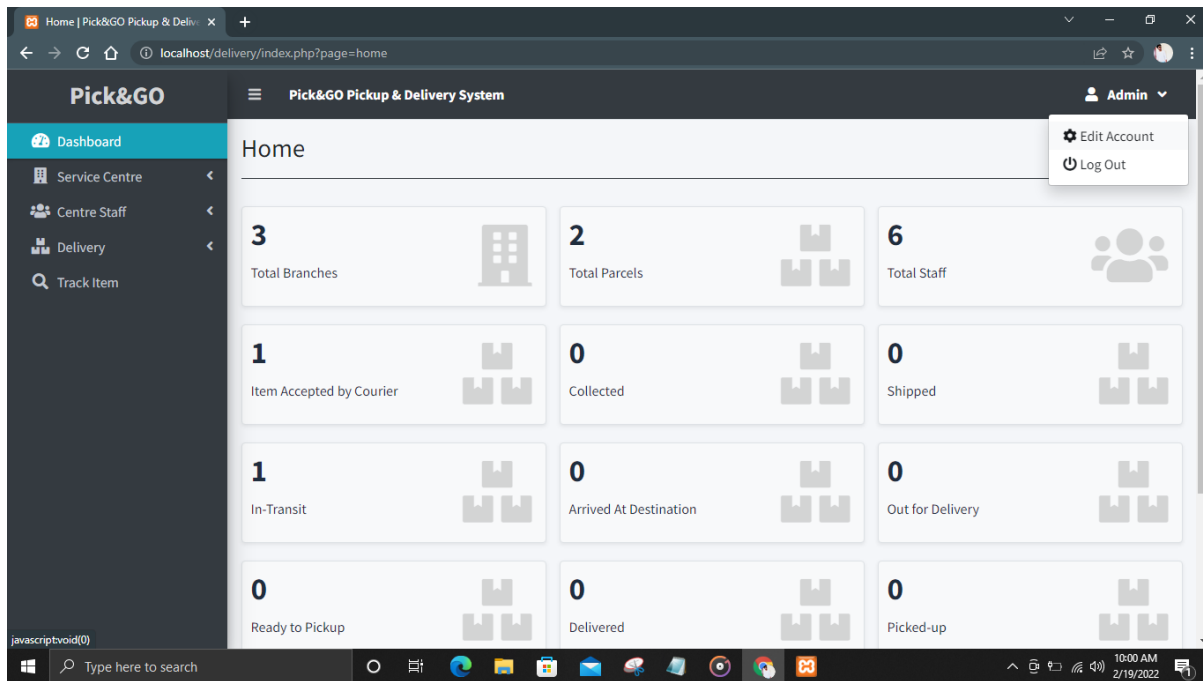 Home | Pick&GO Pickup & Delive
localhost/delivery/index.php?page=home
Pick&GO
Pick&GO Pickup & Delivery System
Admin
Edit Account
Log Out
Dashboard
Service Centre
Centre Staff
Delivery
Track Item
Home
3
Total Branches
2
Total Parcels
6
Total Staff
1
Item Accepted by Courier
0
Collected
0
Shipped
1
In-Transit
0
Arrived At Destination
0
Out for Delivery
0
Ready to Pickup
0
Delivered
0
Picked-up
javascript:void(0)
Type here to search
10:00 AM
2/19/2022
1